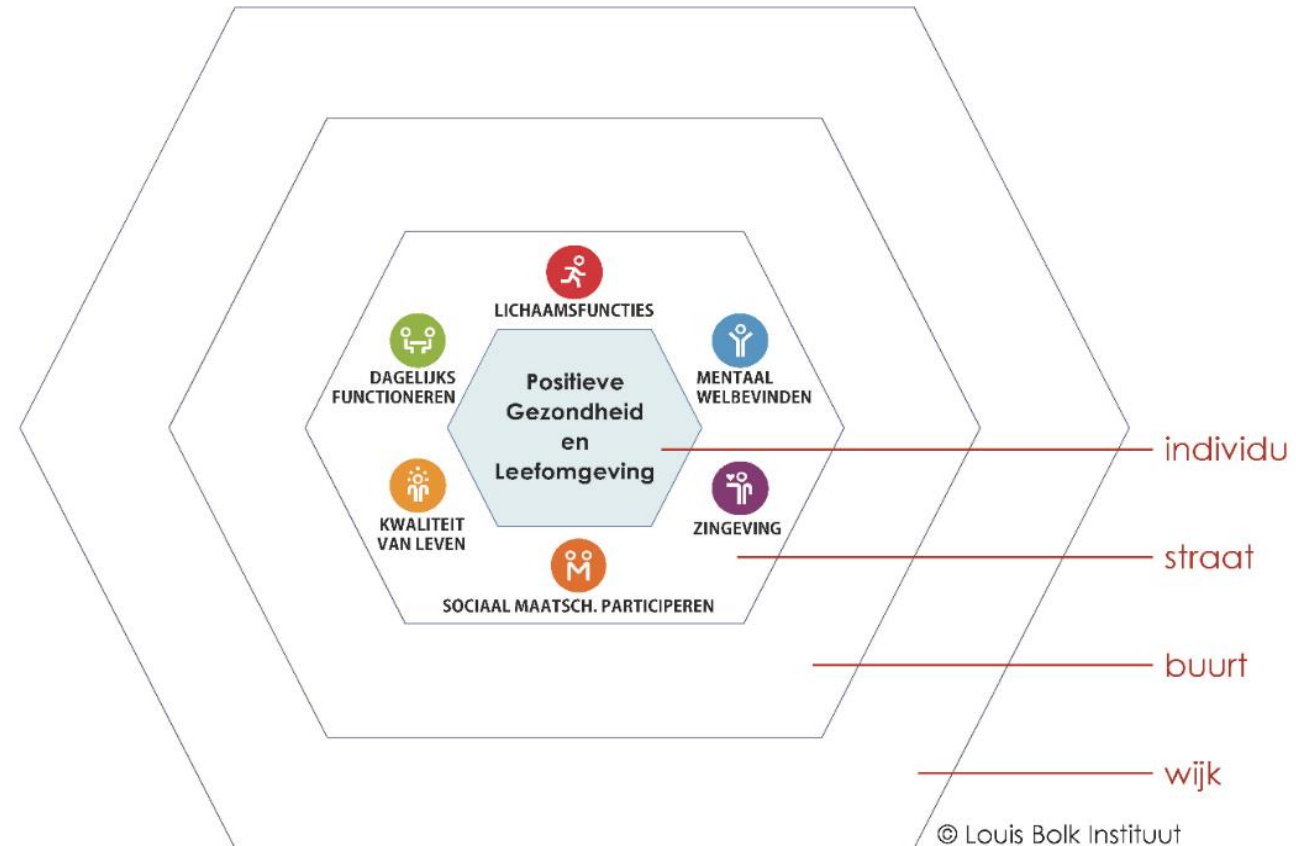 LICHAAMSFUNCTIES
DAGELIJKS
FUNCTIONEREN
MENTAAL
WELBEVINDEN
Positieve
Gezondheid
en
Leefomgeving
KWALITEIT
VAN LEVEN
ZINGEVING
SOCIAAL MAATSCH. PARTICIPEREN
individu
straat
buurt
wijk
© Louis Bolk Instituut